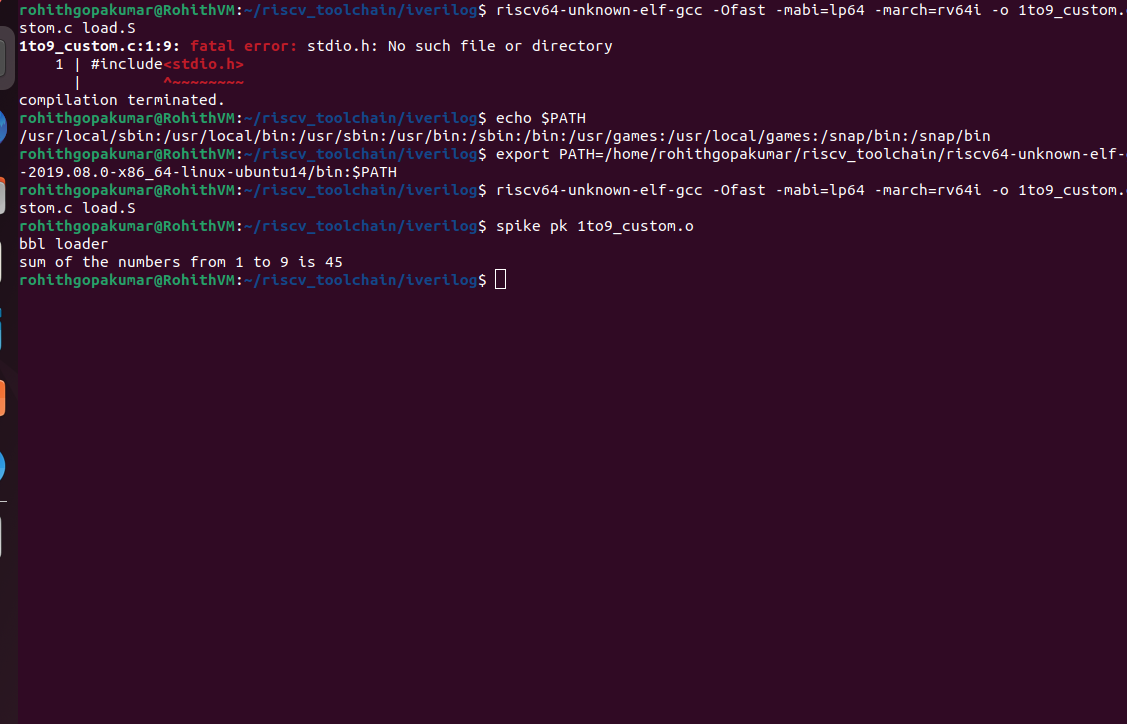 rohithgopakumar@RohithVM:~/riscv_toolchain/iverilog$ riscv64-unknown-elf-gcc -Ofast -mabi=lp64 -march=rv64i -o 1to9_custom.
stom.c load.S
1to9_custom.c:1:9: fatal error: stdio.h: No such file or directory
    1 | #include<stdio.h>
      |         ^~~~~~~~~
compilation terminated.
rohithgopakumar@RohithVM:~/riscv_toolchain/iverilog$ echo $PATH
/usr/local/sbin:/usr/local/bin:/usr/sbin:/usr/bin:/sbin:/bin:/usr/games:/usr/local/games:/snap/bin:/snap/bin
rohithgopakumar@RohithVM:~/riscv_toolchain/iverilog$ export PATH=/home/rohithgopakumar/riscv_toolchain/riscv64-unknown-elf-
-2019.08.0-x86_64-linux-ubuntu14/bin:$PATH
rohithgopakumar@RohithVM:~/riscv_toolchain/iverilog$ riscv64-unknown-elf-gcc -Ofast -mabi=lp64 -march=rv64i -o 1to9_custom.
stom.c load.S
rohithgopakumar@RohithVM:~/riscv_toolchain/iverilog$ spike pk 1to9_custom.o
bbl loader
sum of the numbers from 1 to 9 is 45
rohithgopakumar@RohithVM:~/riscv_toolchain/iverilog$